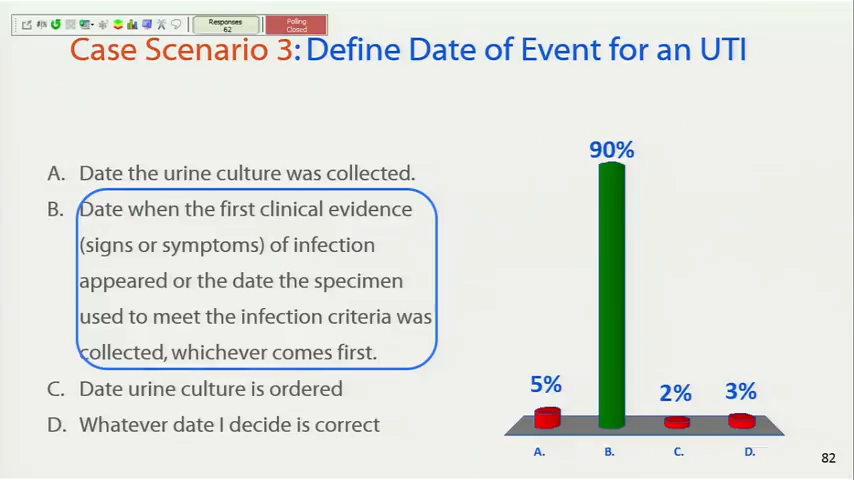 Responses
62
Polling
Closed
Case Scenario 3: Define Date of Event for an UTI
A. Date the urine culture was collected.
B. Date when the first clinical evidence
(signs or symptoms) of infection
appeared or the date the specimen
used to meet the infection criteria was
collected, whichever comes first.
C. Date urine culture is ordered
D. Whatever date I decide is correct
90%
5%
2%
3%
A.
B.
C.
D.
82